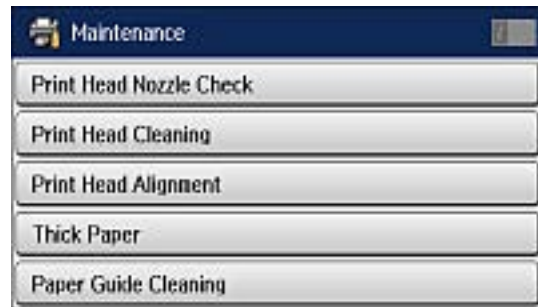 Maintenance
Print Head Nozzle Check
Print Head Cleaning
Print Head Alignment
Thick Paper
Paper Guide Cleaning